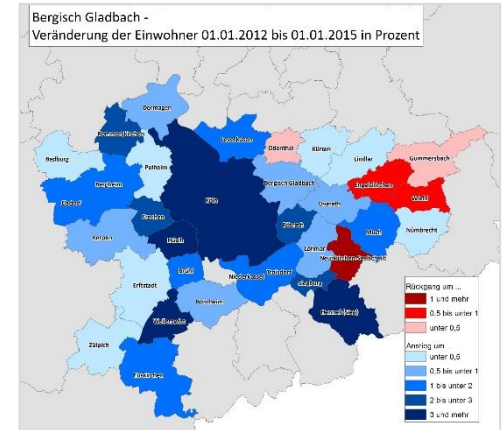 Bergisch Gladbach -
Veränderung der Einwohner 01.01.2012 bis 01.01.2015 in Prozent
Dormagen
Rommerskirchen
Leverkusen
Odenthal
Kürten
Lindlar
Gummersbach
Bedburg
Pulheim
Bergheim
Elsdorf
Köln
Bergisch Gladbach
Engelskirchen
Wiehl
Overath
Frechen
Kerpen
Hürth
Rösrath
Much
Nümbrecht
Lohmar
Neunkirchen-Seelscheid
Brühl
Niederkassel
Troisdorf
Siegburg
Erftstadt
Bornheim
Hennef (Sieg)
Weilerswist
Zülpich
Euskirchen
Rückgang um ...
1 und mehr
0,5 bis unter 1
unter 0,5
Anstieg um
unter 0,5
0,5 bis unter 1
1 bis unter 2
2 bis unter 3
3 und mehr